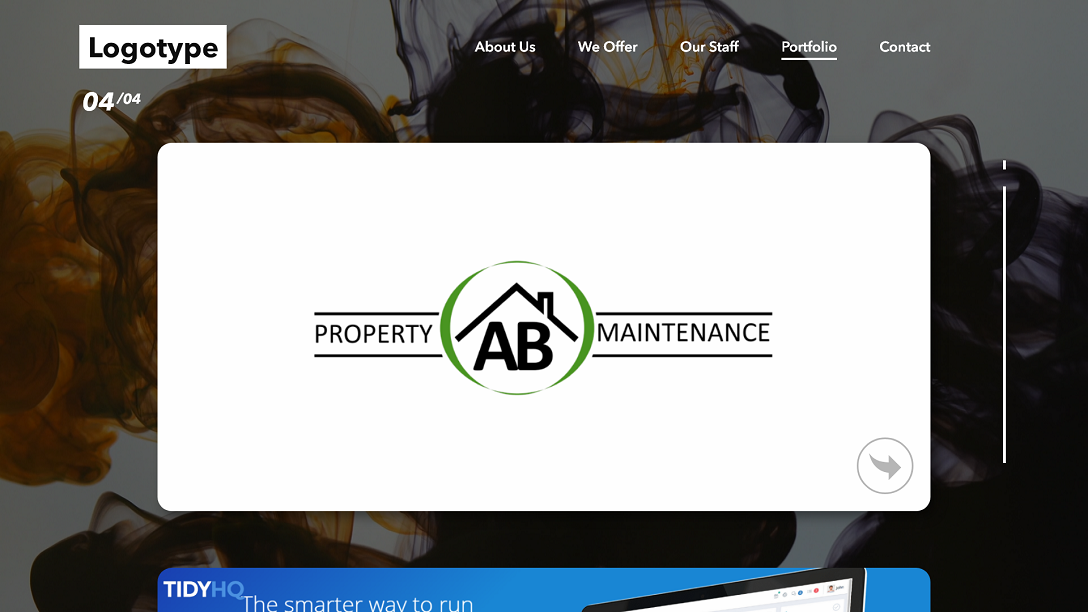 Logotype
About Us We Offer Our Staff Portfolio Contact
04/04
PROPERTY AB MAINTENANCE
TIDYHQ
The smarter way to run